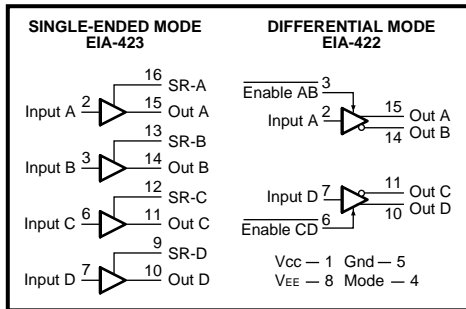 SINGLE-ENDED MODE
EIA-423
16
SR-A
Input A 2 15 Out A
13
SR-B
Input B 3 14 Out B
12
SR-C
Input C 6 11 Out C
9
SR-D
Input D 7 10 Out D
DIFFERENTIAL MODE
EIA-422
Enable AB 3
Input A 2
15 Out A
14 Out B
Input D 7
11 Out C
10 Out D
Enable CD 6
VCC — 1 Gnd — 5
VEE — 8 Mode — 4